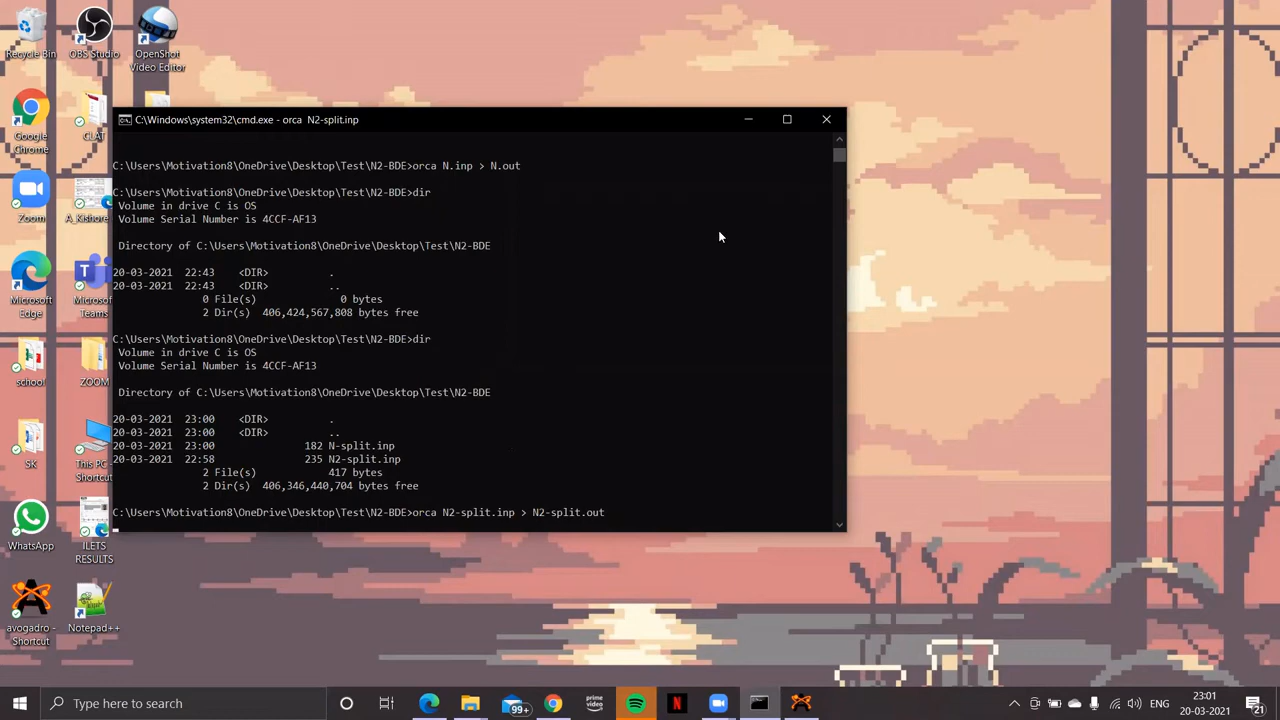 Recycle Bin
OBS Studio
OpenShot
Video Editor
Google
Chrome
CLAT
Zoom
A_Kishore...
Microsoft
Edge
Microsof
Teams
school
ZOOM
SK
This PC -
Shortcut
WhatsApp
ILETS
RESULTS
avogadro -
Shortcut
Notepad++
C:\Windows\system32\cmd.exe - orca  N2-split.inp
C:\Users\Motivation8\OneDrive\Desktop\Test\N2-BDE>orca N.inp > N.out
C:\Users\Motivation8\OneDrive\Desktop\Test\N2-BDE>dir
Volume in drive C is OS
Volume Serial Number is 4CCF-AF13
Directory of C:\Users\Motivation8\OneDrive\Desktop\Test\N2-BDE
20-03-2021  22:43    <DIR>          .
20-03-2021  22:43    <DIR>          ..
0 File(s)              0 bytes
2 Dir(s)  406,424,567,808 bytes free
C:\Users\Motivation8\OneDrive\Desktop\Test\N2-BDE>dir
Volume in drive C is OS
Volume Serial Number is 4CCF-AF13
Directory of C:\Users\Motivation8\OneDrive\Desktop\Test\N2-BDE
20-03-2021  23:00    <DIR>          .
20-03-2021  23:00    <DIR>          ..
20-03-2021  23:00               182 N-split.inp
20-03-2021  22:58               235 N2-split.inp
2 File(s)            417 bytes
2 Dir(s)  406,346,440,704 bytes free
C:\Users\Motivation8\OneDrive\Desktop\Test\N2-BDE>orca N2-split.inp > N2-split.out
Type here to search
99+
prime
video
N
23:01
20-03-2021
21